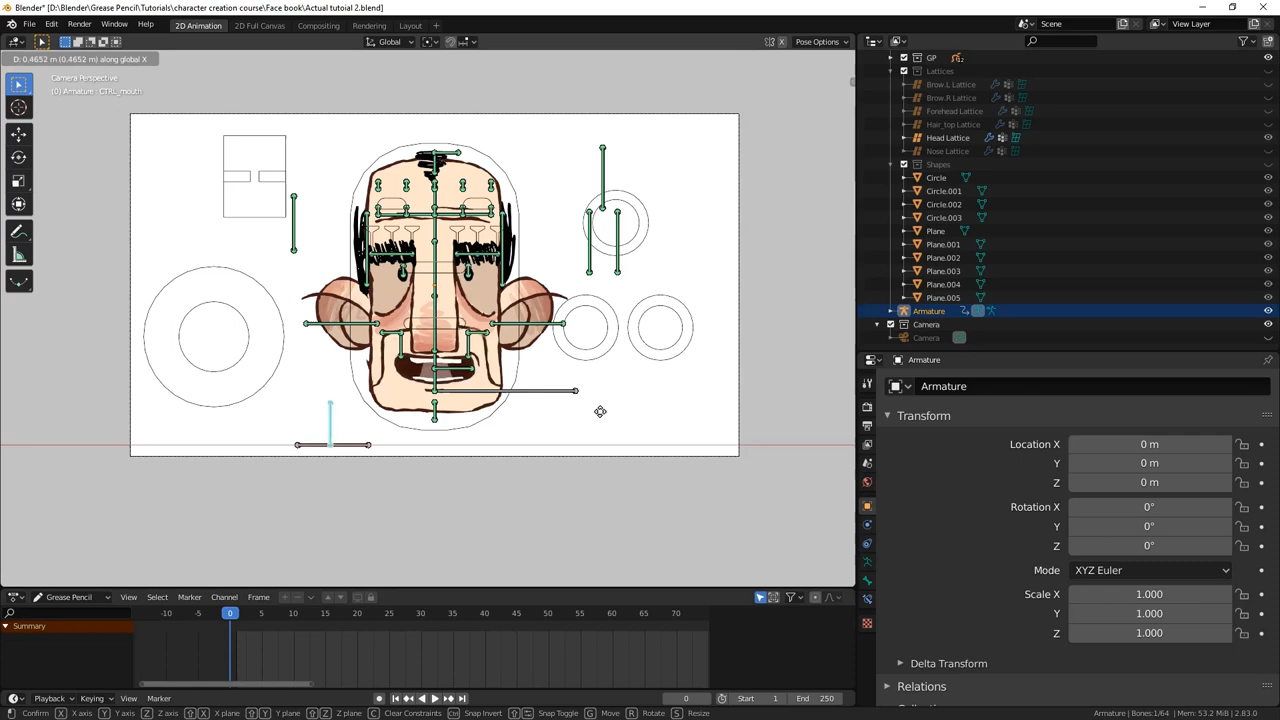 Blender* [D:\Blender\Grease Pencil\Tutorials\character creation course\Face book\Actual tutoial 2.blend]
File Edit Render Window Help 2D Animation 2D Full Canvas Compositing Rendering Layout Scene View Layer
Global Pose Options
D: 0.4652 m (0.4652 m) along global X
Camera Perspective
(0) Armature : CTRL_mouth
GP 12
Lattices
Brow.L Lattice
Brow.R Lattice
Forehead Lattice
Hair_top Lattice
Head Lattice
Nose Lattice
Shapes
Circle
Circle.001
Circle.002
Circle.003
Plane
Plane.001
Plane.002
Plane.003
Plane.004
Plane.005
Armature
Camera
Camera
Armature
Armature
Transform
Location X 0 m
Y 0 m
Z 0 m
Rotation X 0°
Y 0°
Z 0°
Mode XYZ Euler
Scale X 1.000
Y 1.000
Z 1.000
Delta Transform
Relations
Grease Pencil View Select Marker Channel Frame
-10 -5 0 5 10 15 20 25 30 35 40 45 50 55 60 65 70
Summary
Playback Keying View Marker 0 Start 1 End 250
Confirm X X axis Y Y axis Z Z axis X X plane Y Y plane Z Z plane C Clear Constraints Ctrl Snap Invert Snap Toggle G Move R Rotate S Resize Armature | Bones:1/64 | Mem: 53.2 MiB | 2.83.0